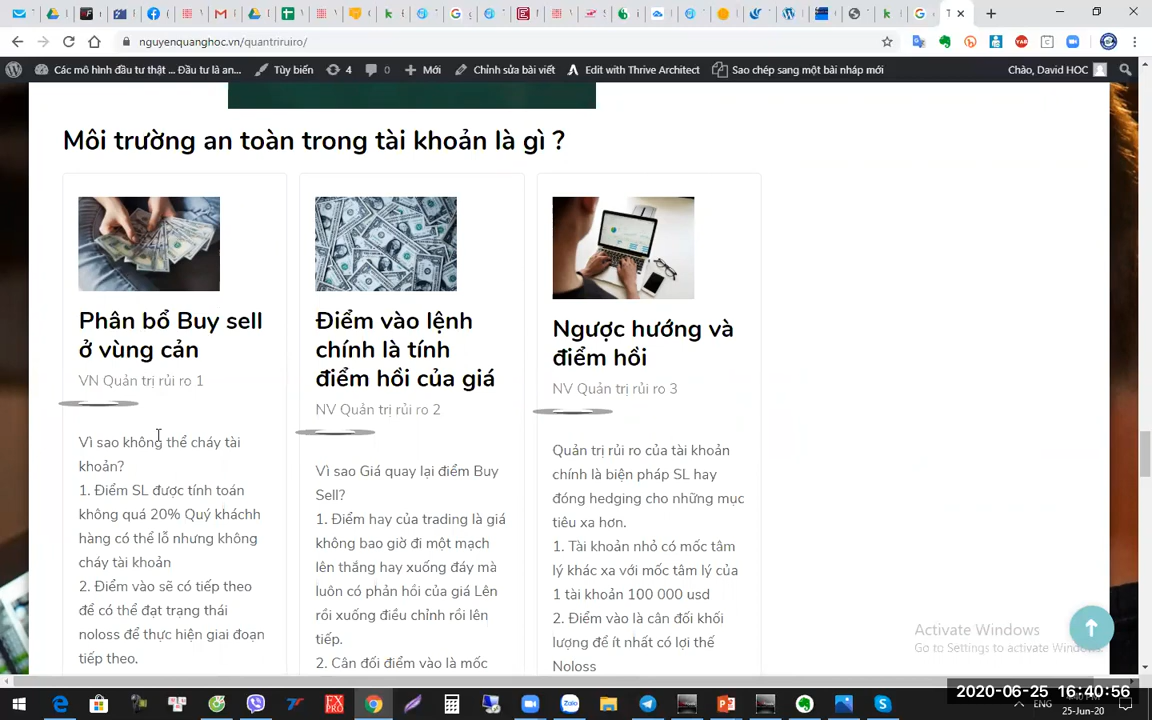 nguyenquanghoc.vn/quantriruiro/
Các mô hình đầu tư thật ... Đầu tư là an...
Tùy biến
4
0
Mới
Chỉnh sửa bài viết
Edit with Thrive Architect
Sao chép sang một bài nháp mới
Chào, David HOC
Môi trường an toàn trong tài khoản là gì ?
Phân bổ Buy sell
ở vùng cản
VN Quản trị rủi ro 1
Vì sao không thể cháy tài
khoản?
1. Điểm SL được tính toán
không quá 20% Quý kháchh
hàng có thể lỗ nhưng không
cháy tài khoản
2. Điểm vào sẽ có tiếp theo
để có thể đạt trạng thái
noloss để thực hiện giai đoạn
tiếp theo.
Điểm vào lệnh
chính là tính
điểm hồi của giá
NV Quản trị rủi ro 2
Vì sao Giá quay lại điểm Buy
Sell?
1. Điểm hay của trading là giá
không bao giờ đi một mạch
lên thẳng hay xuống đáy mà
luôn có phản hồi của giá Lên
rồi xuống điều chỉnh rồi lên
tiếp.
2. Cân đối điểm vào là mốc
Ngược hướng và
điểm hồi
NV Quản trị rủi ro 3
Quản trị rủi ro của tài khoản
chính là biện pháp SL hay
đóng hedging cho những mục
tiêu xa hơn.
1. Tài khoản nhỏ có mốc tâm
lý khác xa với mốc tâm lý của
1 tài khoản 100 000 usd
2. Điểm vào là cân đối khối
lượng để ít nhất có lợi thế
Noloss
Activate Windows
Go to Settings to activate Windows.
2020-06-25 16:40:56
ENG
25-Jun-20